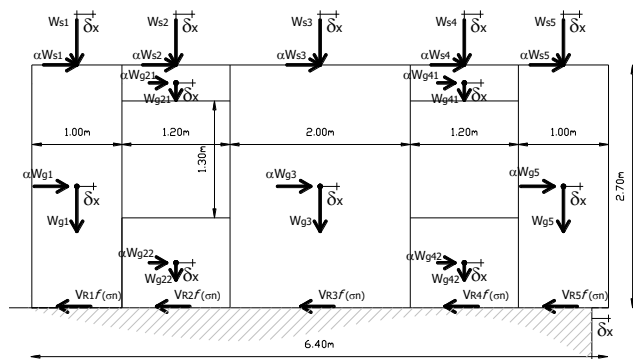 Ws1 δx Ws2 δx Ws3 δx Ws4 δx Ws5 δx
αWs1 αWs2 αWs3 αWs4 αWs5
αWg21 αWg41
Wg21 δx Wg41 δx
1.00m 1.20m 2.00m 1.20m 1.00m
1.30m
2.70m
αWg1 αWg3 αWg5
δx δx δx
Wg1 Wg3 Wg5
αWg22 αWg42
Wg22 δx Wg42 δx
VR1f(σn) VR2f(σn) VR3f(σn) VR4f(σn) VR5f(σn)
δx
6.40m